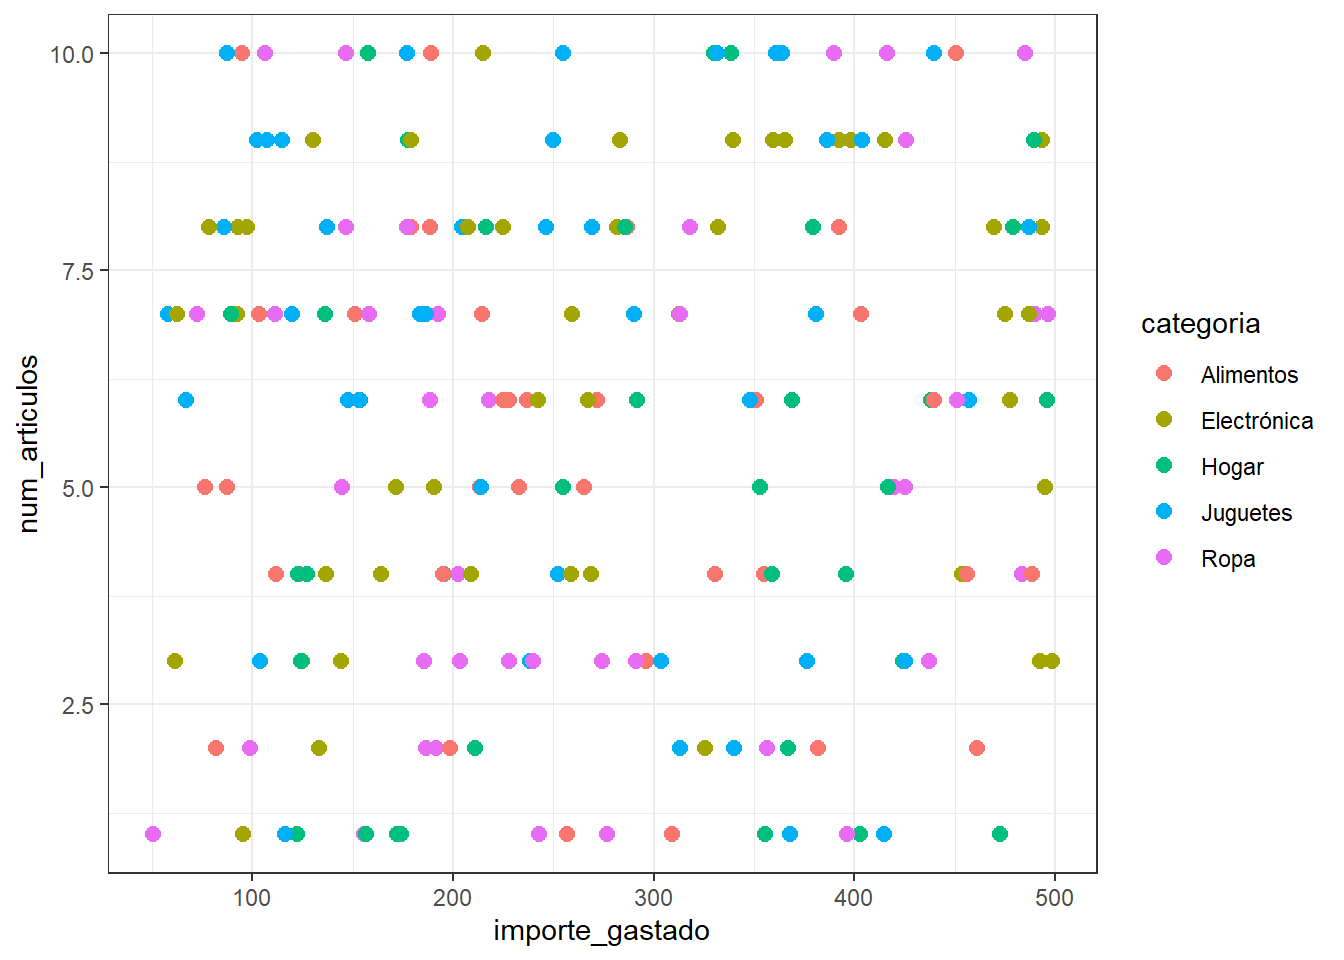 10.0
7.5
5.0
2.5
num_articulos
100 200 300 400 500
importe_gastado
categoria
Alimentos
Electrónica
Hogar
Juguetes
Ropa